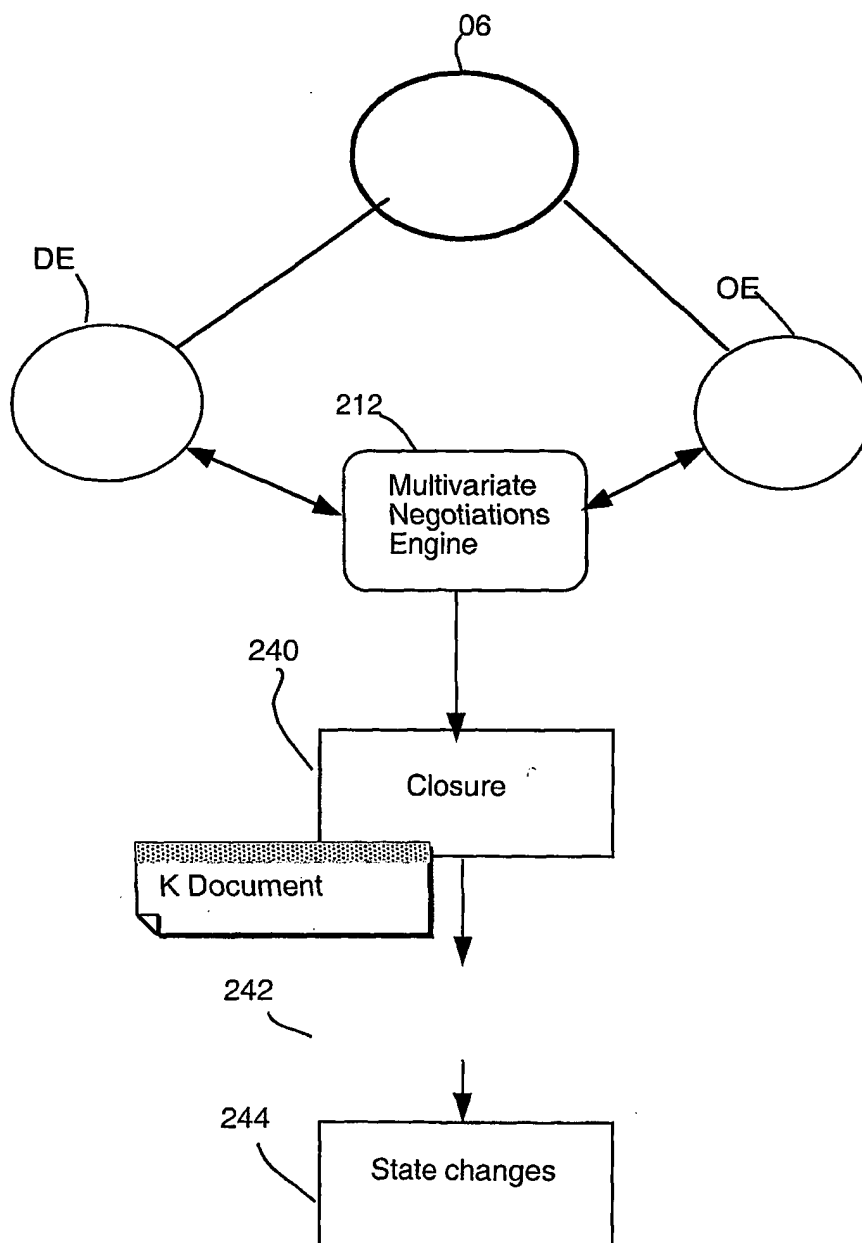 06
DE
OE
212
Multivariate
Negotiations
Engine
240
Closure
K Document
242
244
State changes